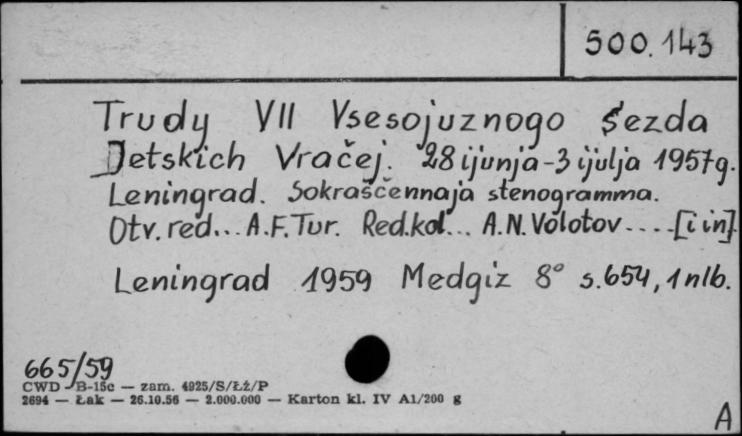 500.143
Trudy VII Vsesojuznogo Sezda
Detskich Vračej. 28 ijunja-3 ijulja 1957g.
Leningrad. Sokraščennaja stenogramma.
Otv. red... A.F. Tur. Red.kol... A.N. Volotov.... [i in].
Leningrad 1959 Medgiz 8° s.654, 1 nlb.
665/59
CWD B-15c — zam. 4925/S/Łż/P
2694 — Łak — 26.10.56 — 2.000.000 — Karton kl. IV A1/200 g
A